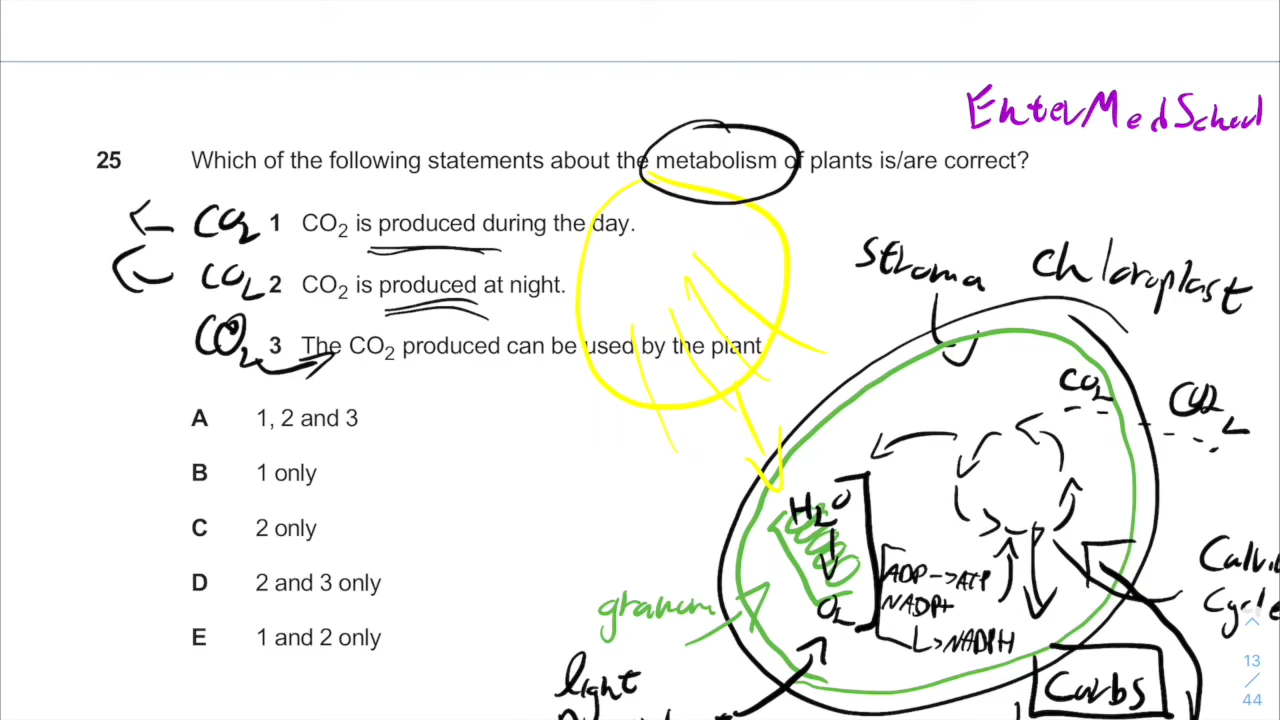 EnterMedSchool
25 Which of the following statements about the metabolism of plants is/are correct?
CO2 1 CO2 is produced during the day.
CO2 2 CO2 is produced at night.
CO2 3 The CO2 produced can be used by the plant
A 1, 2 and 3
B 1 only
C 2 only
D 2 and 3 only
E 1 and 2 only
stroma
chloroplast
CO2
CO2
H2O
O2
ADP -> ATP
NADP+
L> NADPH
granum
light
Calvin
Cycle
Carbs
13
/
44